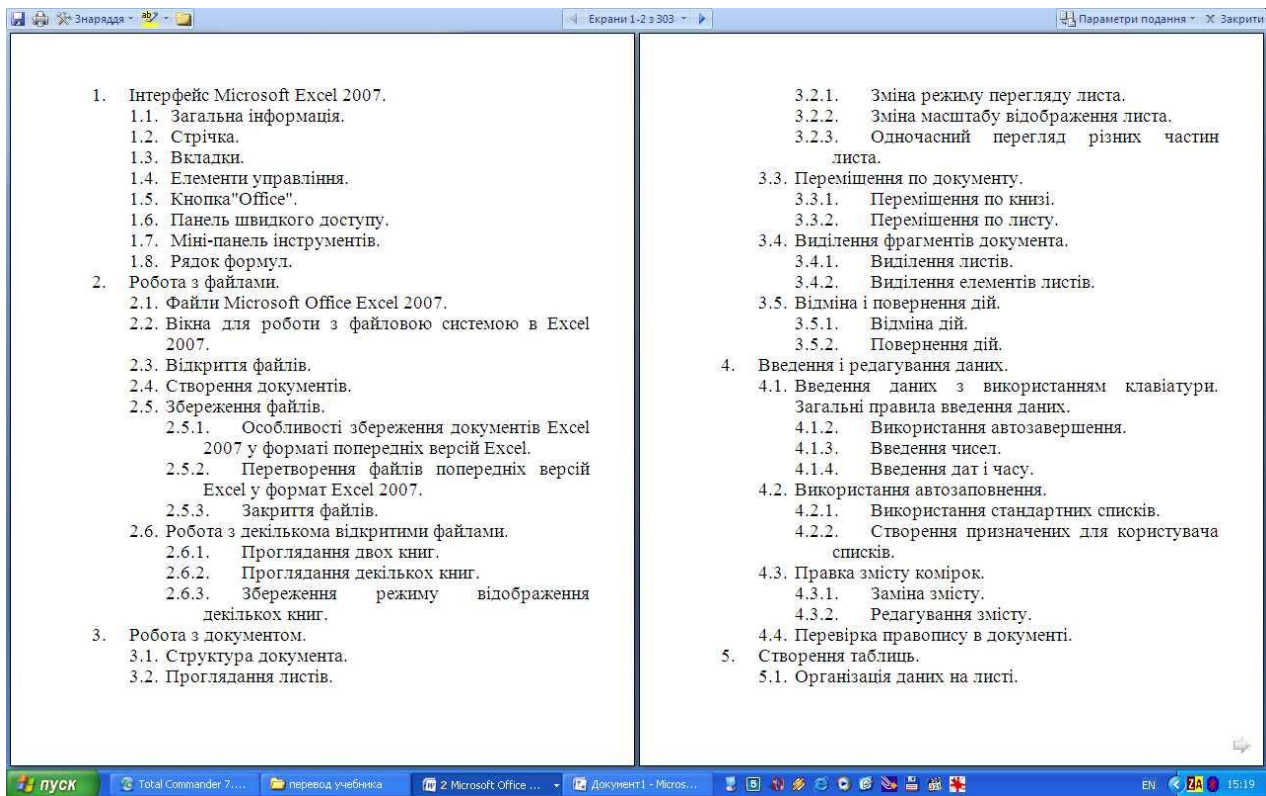 Знаряддя
Екрани 1-2 з 303
Параметри подання
X Закрити
1. Інтерфейс Microsoft Excel 2007.
1.1. Загальна інформація.
1.2. Стрічка.
1.3. Вкладки.
1.4. Елементи управління.
1.5. Кнопка"Office".
1.6. Панель швидкого доступу.
1.7. Міні-панель інструментів.
1.8. Рядок формул.
2. Робота з файлами.
2.1. Файли Microsoft Office Excel 2007.
2.2. Вікна для роботи з файловою системою в Excel
2007.
2.3. Відкриття файлів.
2.4. Створення документів.
2.5. Збереження файлів.
2.5.1. Особливості збереження документів Excel
2007 у форматі попередніх версій Excel.
2.5.2. Перетворення файлів попередніх версій
Excel у формат Excel 2007.
2.5.3. Закриття файлів.
2.6. Робота з декількома відкритими файлами.
2.6.1. Проглядання двох книг.
2.6.2. Проглядання декількох книг.
2.6.3. Збереження режиму відображення
декількох книг.
3. Робота з документом.
3.1. Структура документа.
3.2. Проглядання листів.
3.2.1. Зміна режиму перегляду листа.
3.2.2. Зміна масштабу відображення листа.
3.2.3. Одночасний перегляд різних частин
листа.
3.3. Переміщення по документу.
3.3.1. Переміщення по книзі.
3.3.2. Переміщення по листу.
3.4. Виділення фрагментів документа.
3.4.1. Виділення листів.
3.4.2. Виділення елементів листів.
3.5. Відміна і повернення дій.
3.5.1. Відміна дій.
3.5.2. Повернення дій.
4. Введення і редагування даних.
4.1. Введення даних з використанням клавіатури.
Загальні правила введення даних.
4.1.2. Використання автозавершення.
4.1.3. Введення чисел.
4.1.4. Введення дат і часу.
4.2. Використання автозаповнення.
4.2.1. Використання стандартних списків.
4.2.2. Створення призначених для користувача
списків.
4.3. Правка змісту комірок.
4.3.1. Заміна змісту.
4.3.2. Редагування змісту.
4.4. Перевірка правопису в документі.
5. Створення таблиць.
5.1. Організація даних на листі.
пуск
Total Commander 7....
перевод учебника
2 Microsoft Office ...
Документ1 - Micros...
EN
ZA
15:19